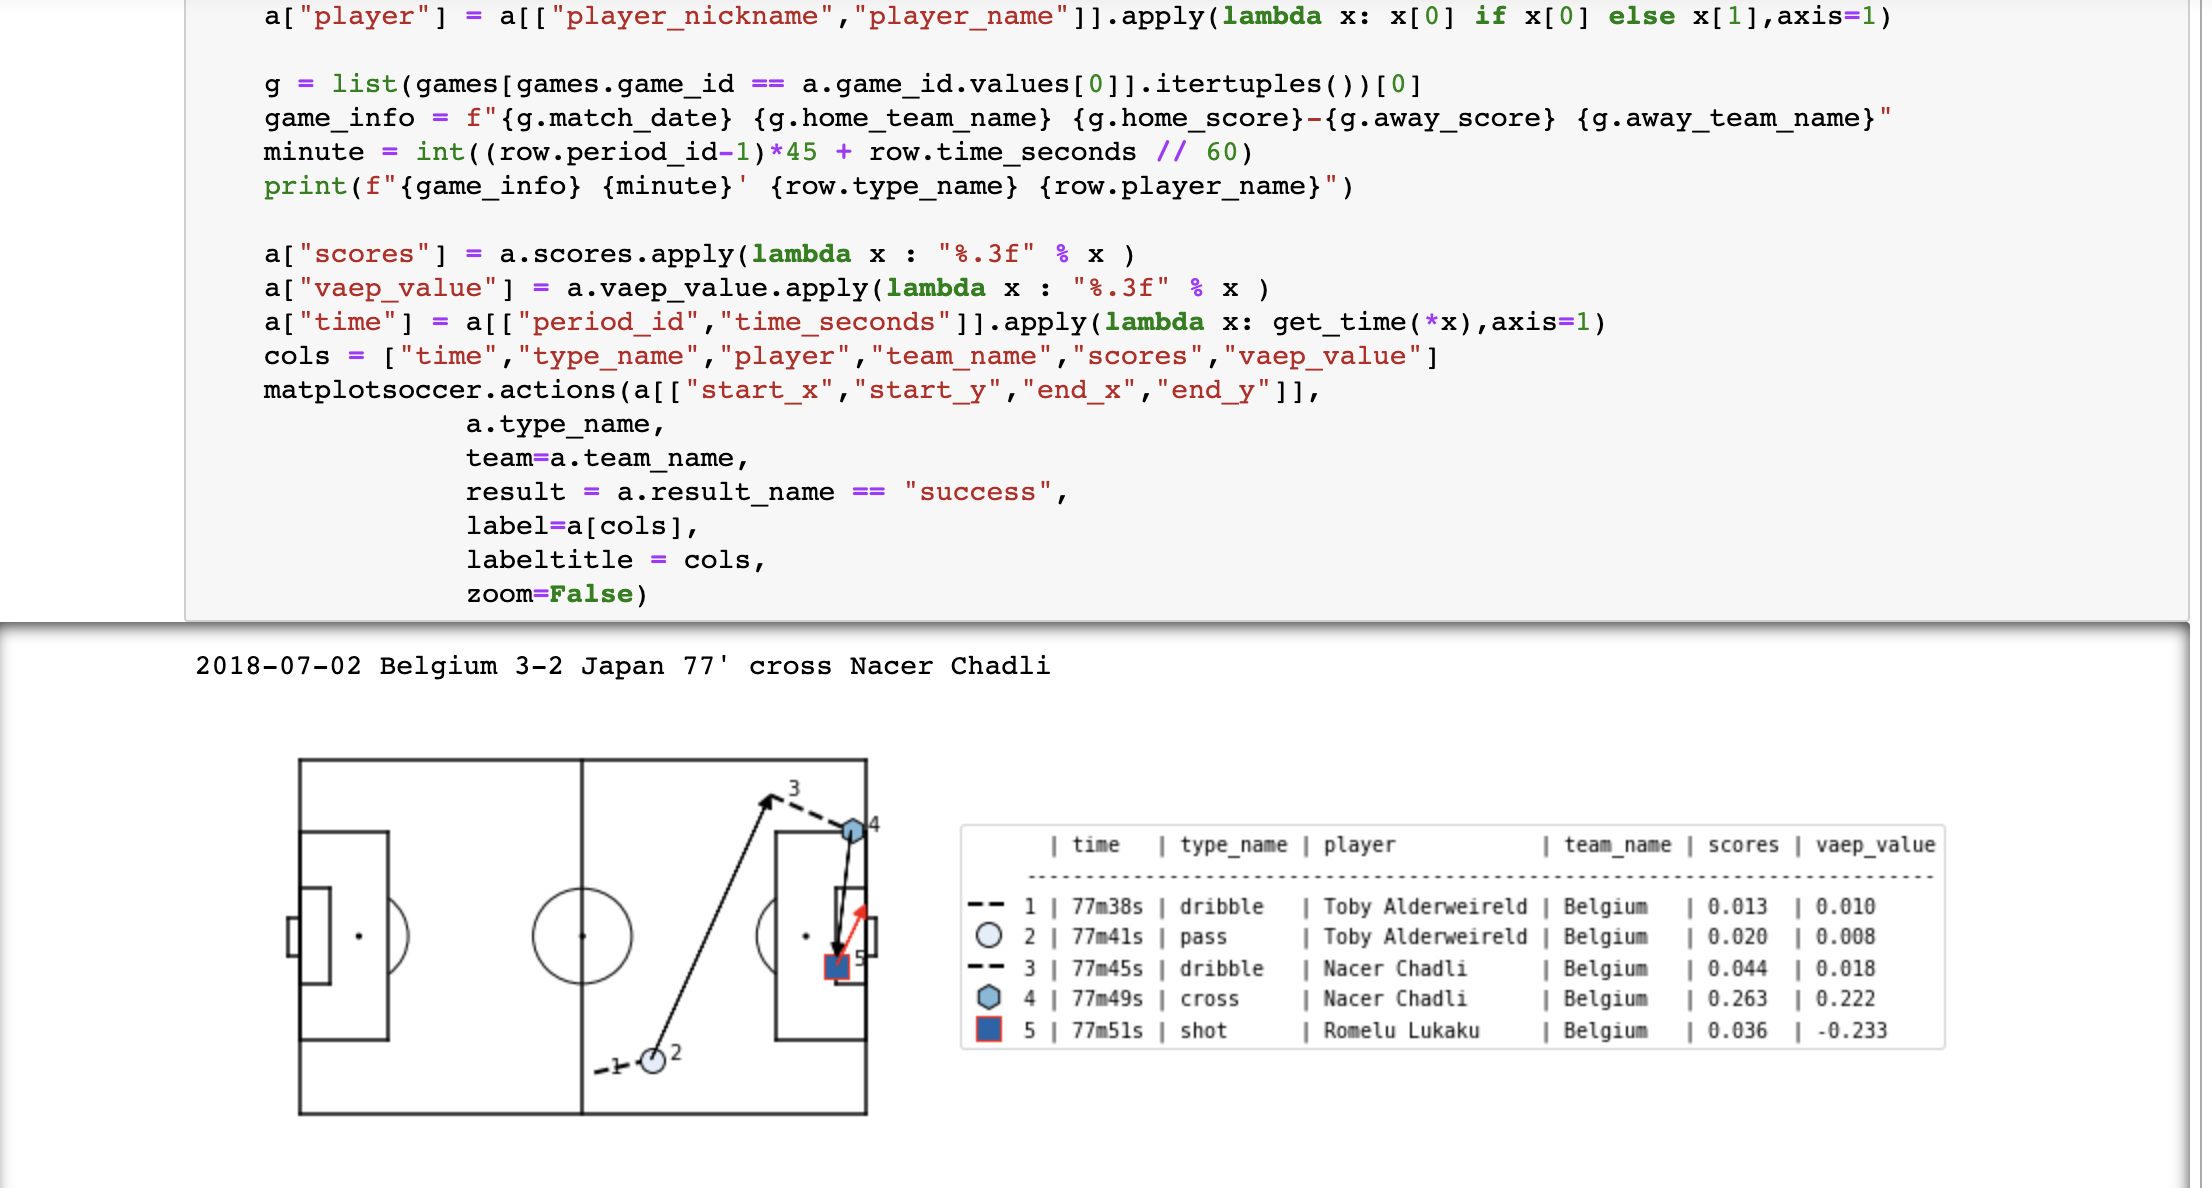 a["player"] = a[["player_nickname","player_name"]].apply(lambda x: x[0] if x[0] else x[1],axis=1)
g = list(games[games.game_id == a.game_id.values[0]].itertuples())[0]
game_info = f"{g.match_date} {g.home_team_name} {g.home_score}-{g.away_score} {g.away_team_name}"
minute = int((row.period_id-1)*45 + row.time_seconds // 60)
print(f"{game_info} {minute}' {row.type_name} {row.player_name}")
a["scores"] = a.scores.apply(lambda x : "%.3f" % x )
a["vaep_value"] = a.vaep_value.apply(lambda x : "%.3f" % x )
a["time"] = a[["period_id","time_seconds"]].apply(lambda x: get_time(*x),axis=1)
cols = ["time","type_name","player","team_name","scores","vaep_value"]
matplotsoccer.actions(a[["start_x","start_y","end_x","end_y"]],
a.type_name,
team=a.team_name,
result = a.result_name == "success",
label=a[cols],
labeltitle = cols,
zoom=False)
2018-07-02 Belgium 3-2 Japan 77' cross Nacer Chadli
3
4
5
2
1
| time | type_name | player | team_name | scores | vaep_value
1 | 77m38s | dribble | Toby Alderweireld | Belgium | 0.013 | 0.010
2 | 77m41s | pass | Toby Alderweireld | Belgium | 0.020 | 0.008
3 | 77m45s | dribble | Nacer Chadli | Belgium | 0.044 | 0.018
4 | 77m49s | cross | Nacer Chadli | Belgium | 0.263 | 0.222
5 | 77m51s | shot | Romelu Lukaku | Belgium | 0.036 | -0.233